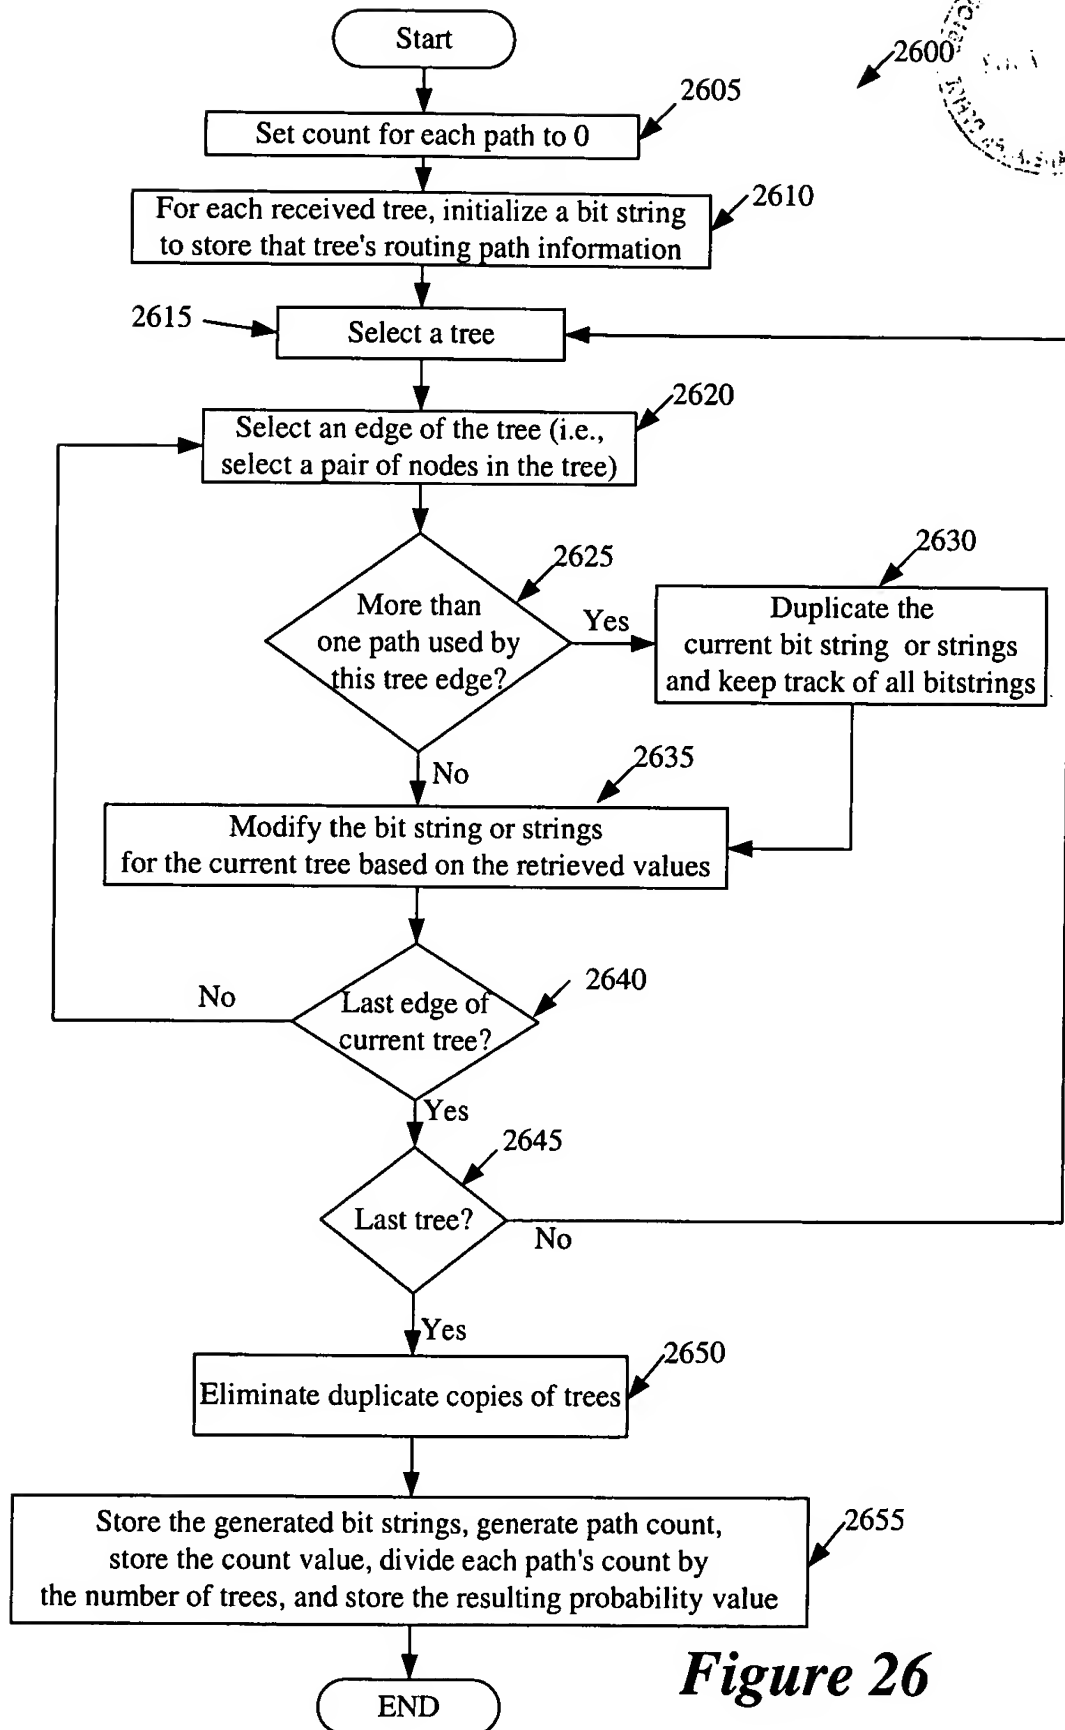 Start
2600
2605
Set count for each path to 0
2610
For each received tree, initialize a bit string
to store that tree's routing path information
2615
Select a tree
2620
Select an edge of the tree (i.e.,
select a pair of nodes in the tree)
2625
2630
More than
one path used by
this tree edge?
Yes
Duplicate the
current bit string or strings
and keep track of all bitstrings
No
2635
Modify the bit string or strings
for the current tree based on the retrieved values
2640
No
Last edge of
current tree?
Yes
2645
Last tree?
No
Yes
2650
Eliminate duplicate copies of trees
2655
Store the generated bit strings, generate path count,
store the count value, divide each path's count by
the number of trees, and store the resulting probability value
Figure 26
END